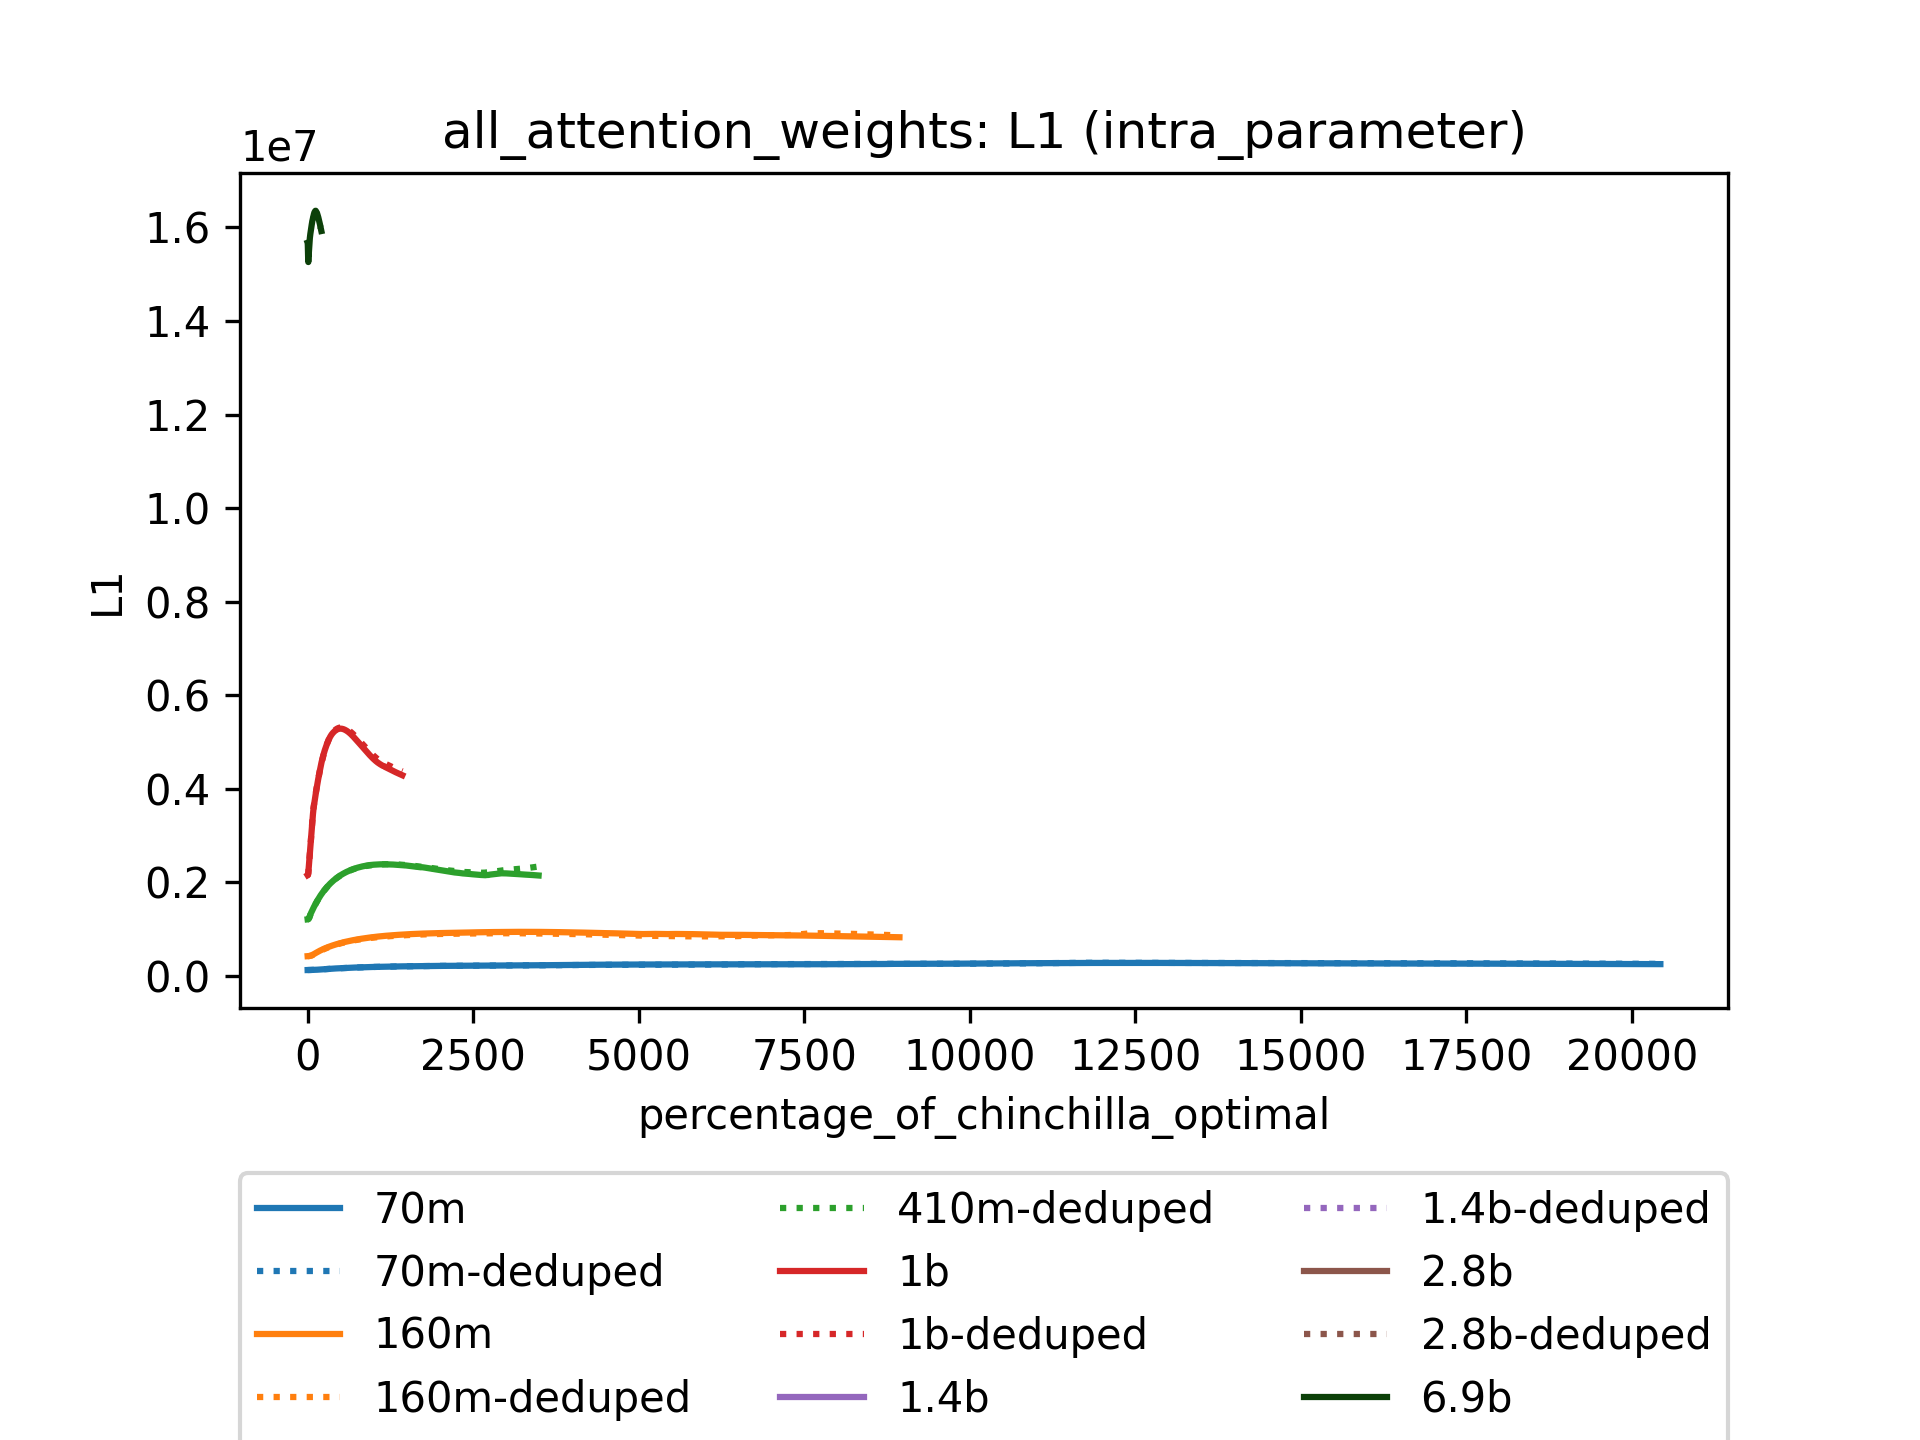 all_attention_weights: L1 (intra_parameter)
1e7
1.6
1.4
1.2
1.0
0.8
0.6
0.4
0.2
0.0
L1
0 2500 5000 7500 10000 12500 15000 17500 20000
percentage_of_chinchilla_optimal
70m
70m-deduped
160m
160m-deduped
410m-deduped
1b
1b-deduped
1.4b
1.4b-deduped
2.8b
2.8b-deduped
6.9b